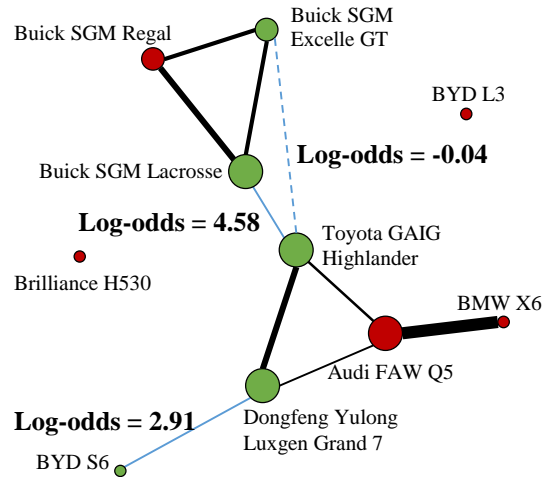 Buick SGM
Excelle GT
Buick SGM Regal
BYD L3
Log-odds = -0.04
Buick SGM Lacrosse
Log-odds = 4.58
Toyota GAIG
Highlander
Brilliance H530
BMW X6
Audi FAW Q5
Log-odds = 2.91
Dongfeng Yulong
Luxgen Grand 7
BYD S6